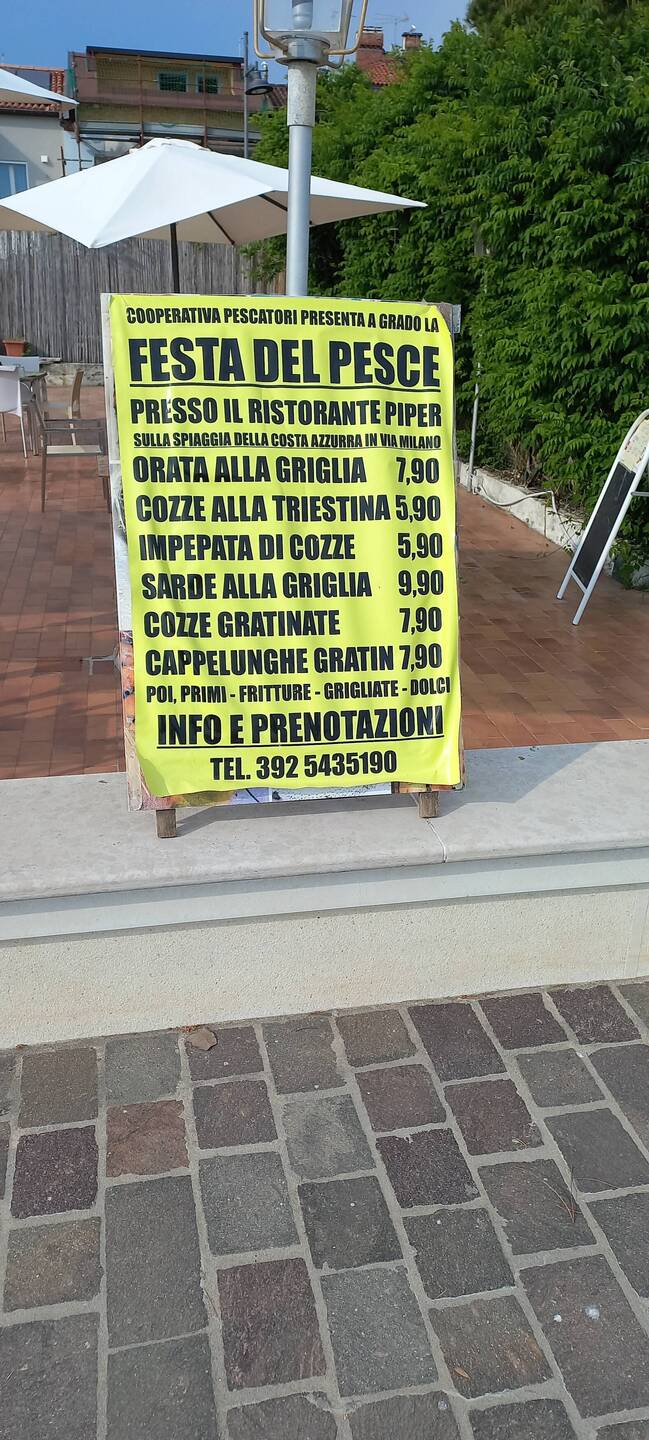 COOPERATIVA PESCATORI PRESENTA A GRADO LA
FESTA DEL PESCE
PRESSO IL RISTORANTE PIPER
SULLA SPIAGGIA DELLA COSTA AZZURRA IN VIA MILANO
ORATA ALLA GRIGLIA 7,90
COZZE ALLA TRIESTINA 5,90
IMPEPATA DI COZZE 5,90
SARDE ALLA GRIGLIA 9,90
COZZE GRATINATE 7,90
CAPPELUNGHE GRATIN 7,90
POI, PRIMI - FRITTURE - GRIGLIATE - DOLCI
INFO E PRENOTAZIONI
TEL. 392 5435190